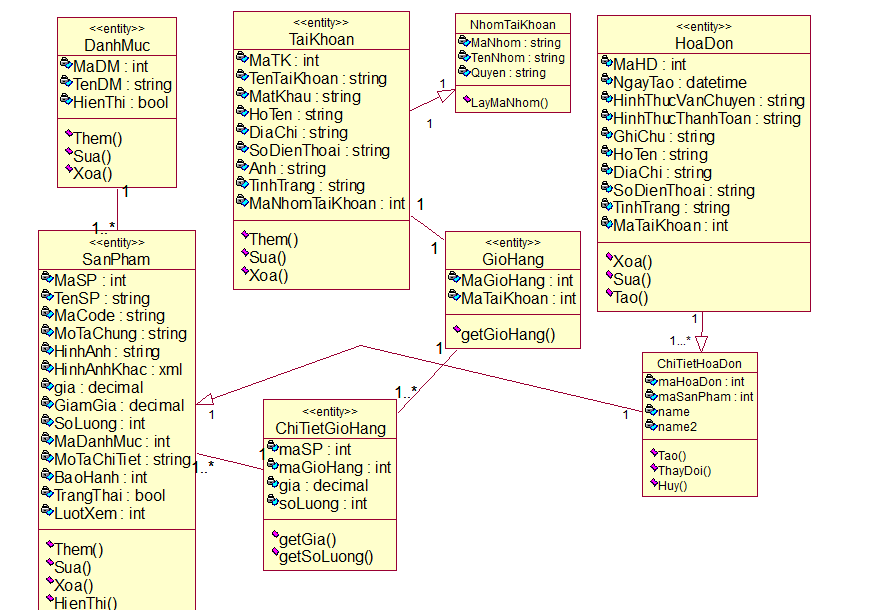 <<entity>>
DanhMuc
MaDM : int
TenDM : string
HienThi : bool
Them()
Sua()
Xoa()
<<entity>>
TaiKhoan
MaTK : int
TenTaiKhoan : string
MatKhau : string
HoTen : string
DiaChi : string
SoDienThoai : string
Anh : string
TinhTrang : string
MaNhomTaiKhoan : int
Them()
Sua()
Xoa()
NhomTaiKhoan
MaNhom : string
TenNhom : string
Quyen : string
LayMaNhom()
<<entity>>
HoaDon
MaHD : int
NgayTao : datetime
HinhThucVanChuyen : string
HinhThucThanhToan : string
GhiChu : string
HoTen : string
DiaChi : string
SoDienThoai : string
TinhTrang : string
MaTaiKhoan : int
Xoa()
Sua()
Tao()
1
1
1
1..*
1
1
<<entity>>
SanPham
MaSP : int
TenSP : string
MaCode : string
MoTaChung : string
HinhAnh : string
HinhAnhKhac : xml
gia : decimal
GiamGia : decimal
SoLuong : int
MaDanhMuc : int
MoTaChiTiet : string
BaoHanh : int
TrangThai : bool
LuotXem : int
Them()
Sua()
Xoa()
HienThi()
<<entity>>
GioHang
MaGioHang : int
MaTaiKhoan : int
getGioHang()
1
1...*
ChiTietHoaDon
maHoaDon : int
maSanPham : int
name
name2
Tao()
ThayDoi()
Huy()
1
1..*
1
1
<<entity>>
ChiTietGioHang
maSP : int
maGioHang : int
gia : decimal
soLuong : int
getGia()
getSoLuong()
1
1..*